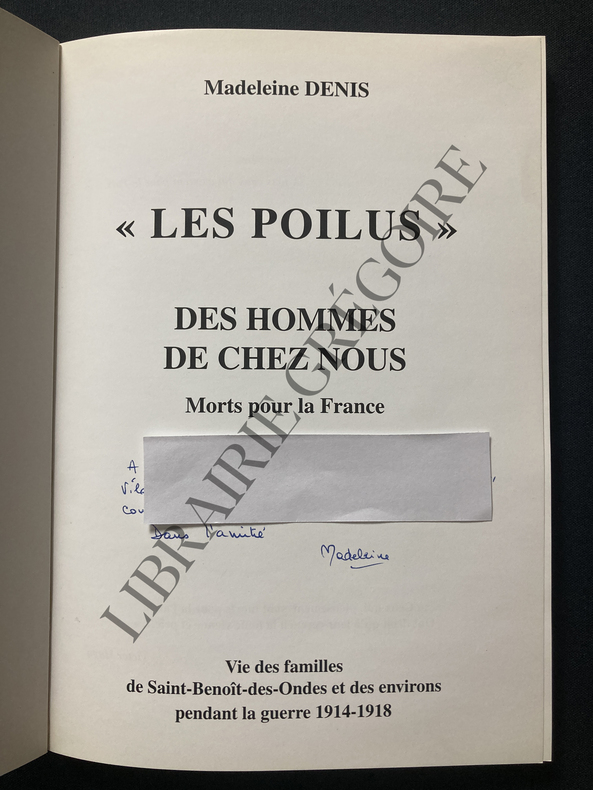 Madeleine DENIS
« LES POILUS »
DES HOMMES
DE CHEZ NOUS
Morts pour la France
A
Dans l'amitié
Madeleine
Vie des familles
de Saint-Benoît-des-Ondes et des environs
pendant la guerre 1914-1918
LIBRAIRIE GRÉGOIRE